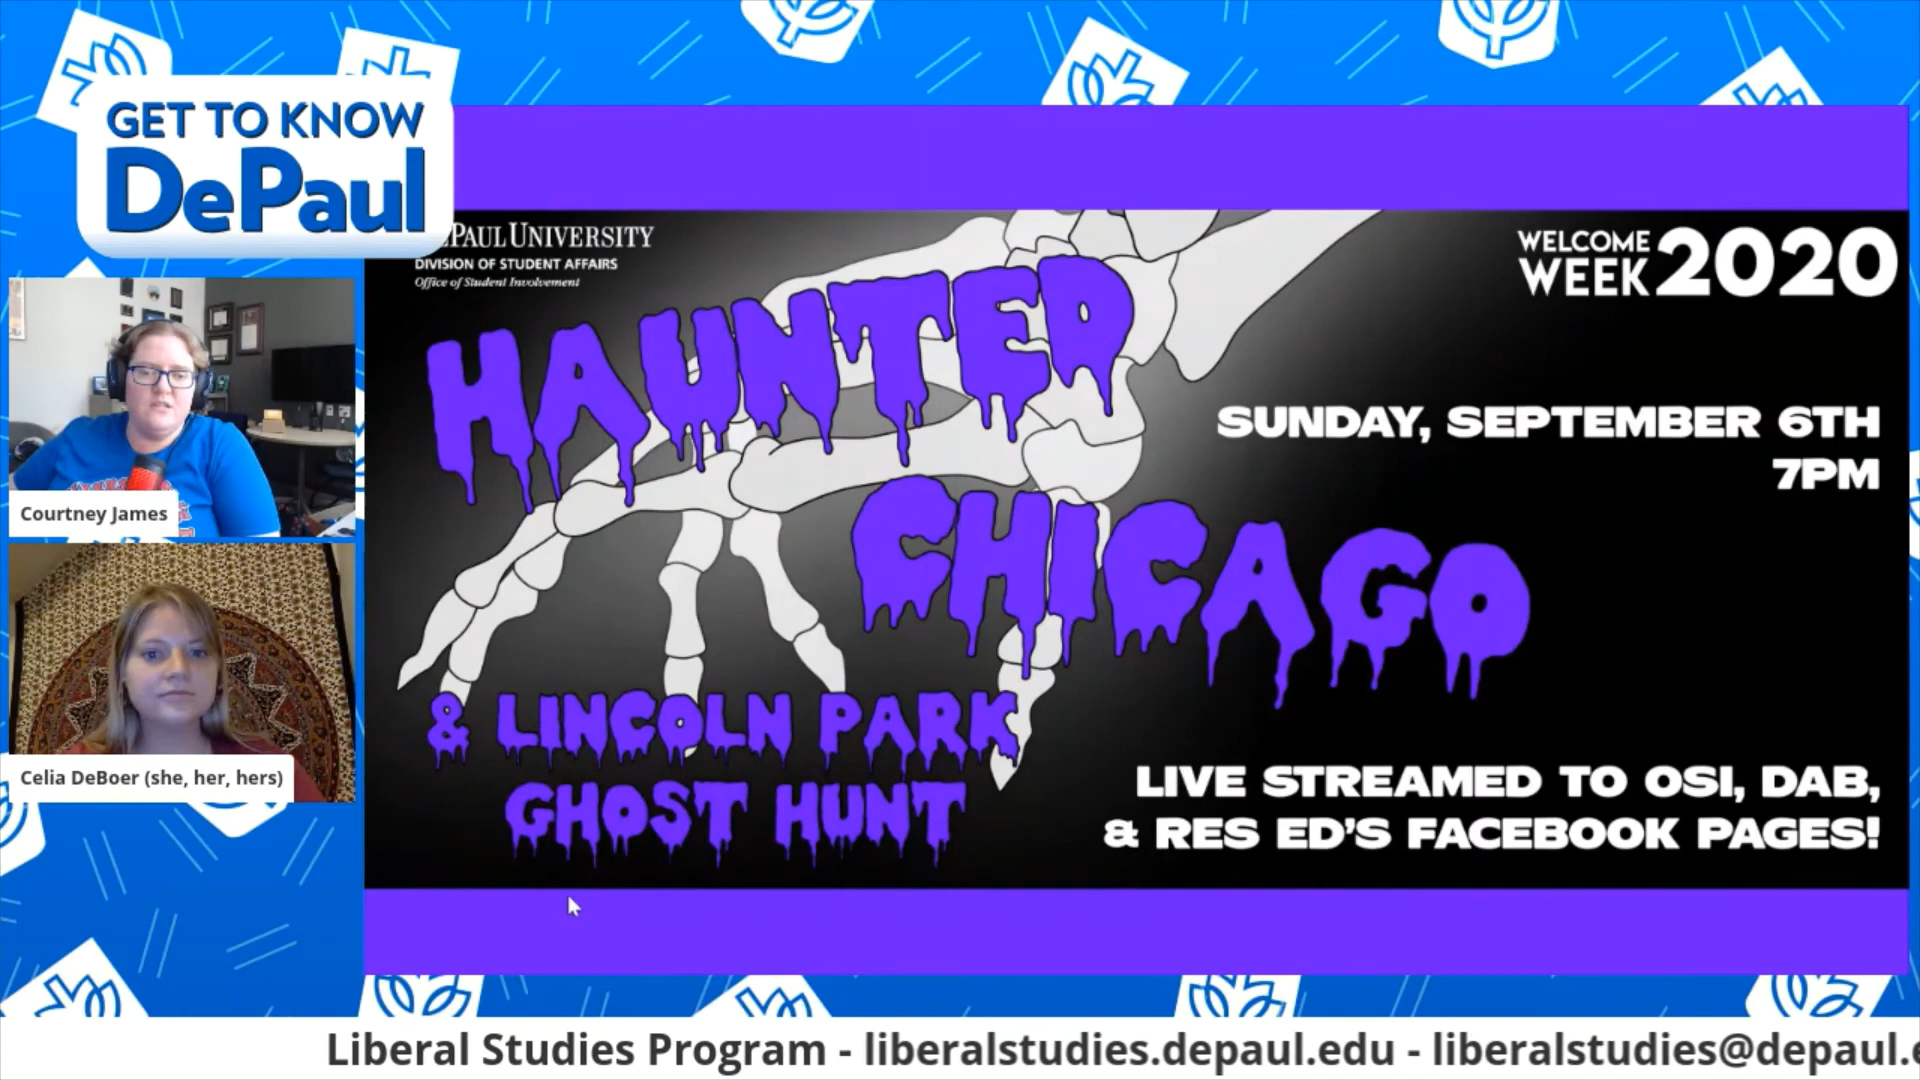 GET TO KNOW
DePaul
PAUL UNIVERSITY
DIVISION OF STUDENT AFFAIRS
Office of Student Involvement
WELCOME
WEEK 2020
HAUNTED
CHICAGO
& LINCOLN PARK
GHOST HUNT
SUNDAY, SEPTEMBER 6TH
7PM
LIVE STREAMED TO OSI, DAB,
& RES ED'S FACEBOOK PAGES!
Courtney James
Celia DeBoer (she, her, hers)
Liberal Studies Program - liberalstudies.depaul.edu - liberalstudies@depaul.e